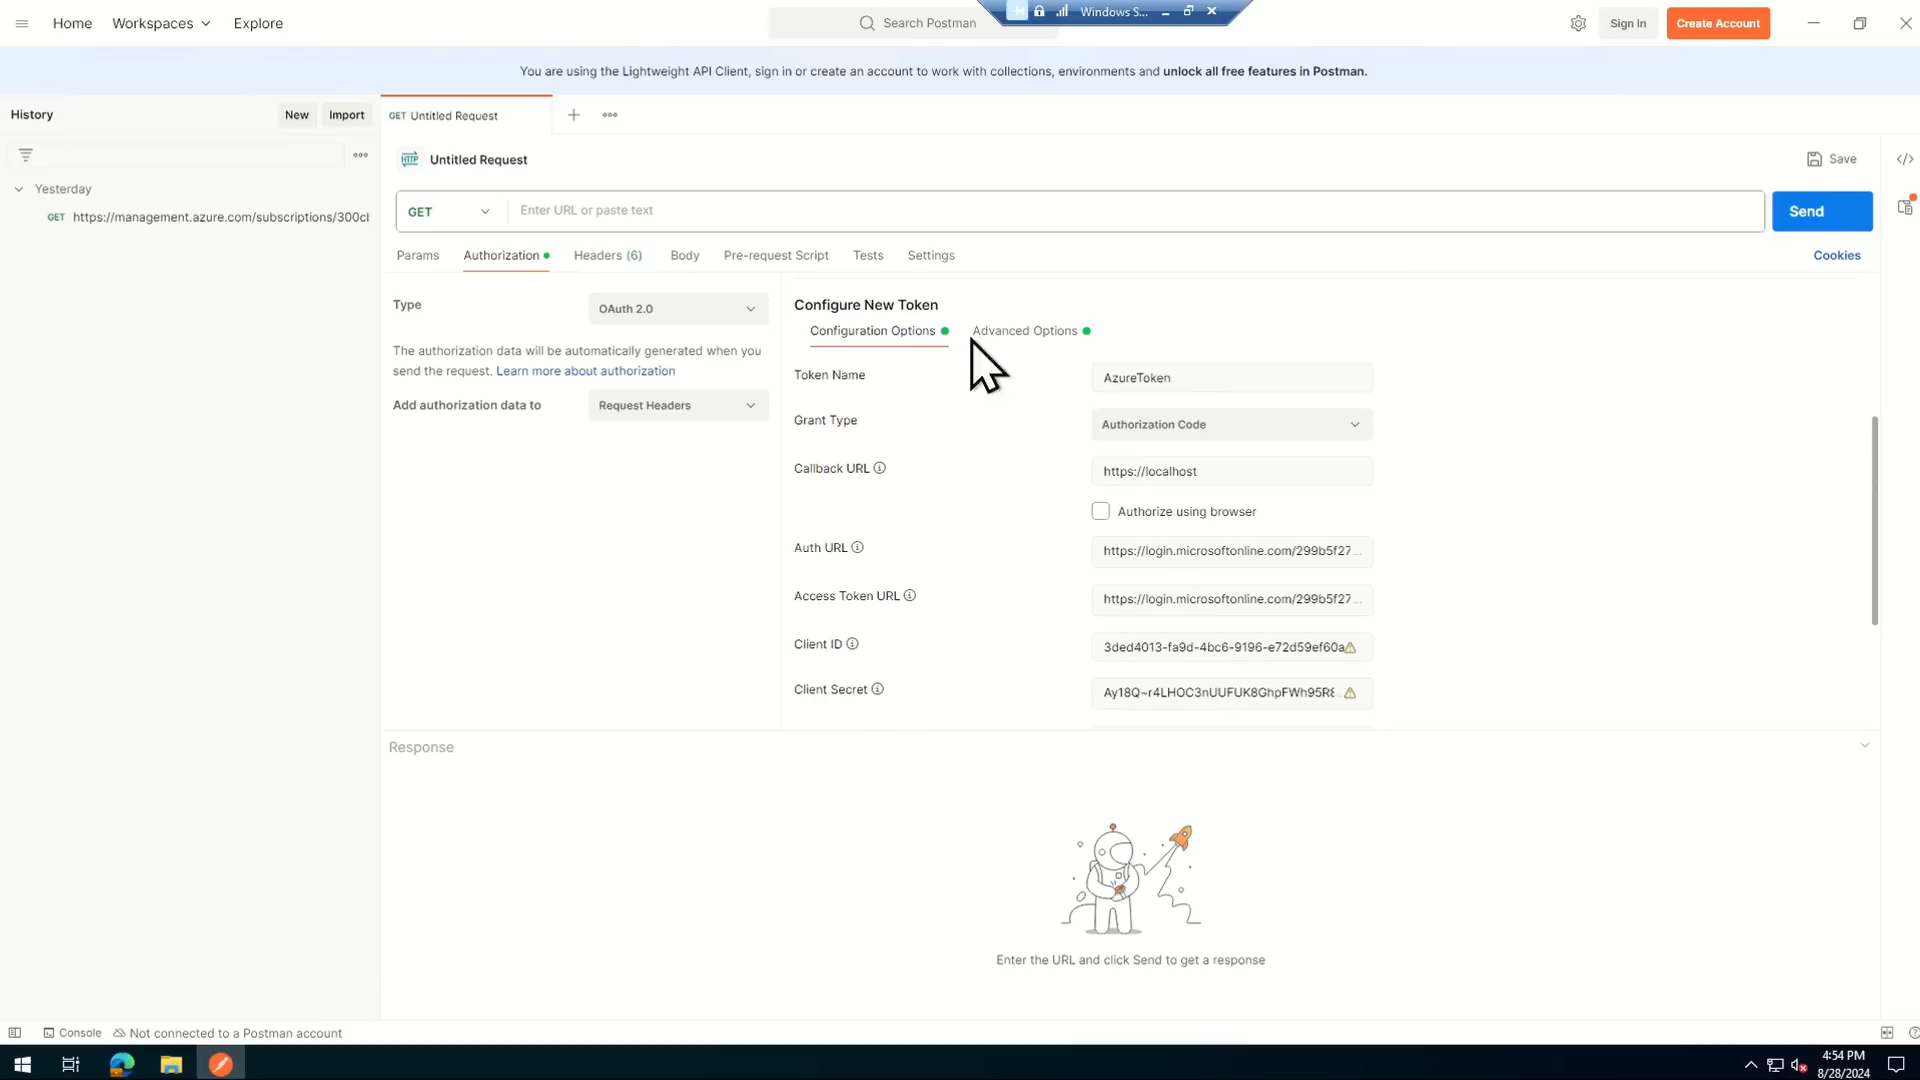 Home
Workspaces
Explore
Search Postman
Windows S...
Sign In
Create Account
You are using the Lightweight API Client, sign in or create an account to work with collections, environments and unlock all free features in Postman.
History
New
Import
GET Untitled Request
HTTP
Untitled Request
Save
Yesterday
GET
https://management.azure.com/subscriptions/300cl
GET
Enter URL or paste text
Send
Params
Authorization
Headers (6)
Body
Pre-request Script
Tests
Settings
Cookies
Type
OAuth 2.0
The authorization data will be automatically generated when you
send the request. Learn more about authorization
Add authorization data to
Request Headers
Configure New Token
Configuration Options
Advanced Options
Token Name
AzureToken
Grant Type
Authorization Code
Callback URL
https://localhost
Authorize using browser
Auth URL
https://login.microsoftonline.com/299b5f27...
Access Token URL
https://login.microsoftonline.com/299b5f27...
Client ID
3ded4013-fa9d-4bc6-9196-e72d59ef60a
Client Secret
Response
Enter the URL and click Send to get a response
Console
Not connected to a Postman account
4:54 PM
8/28/2024